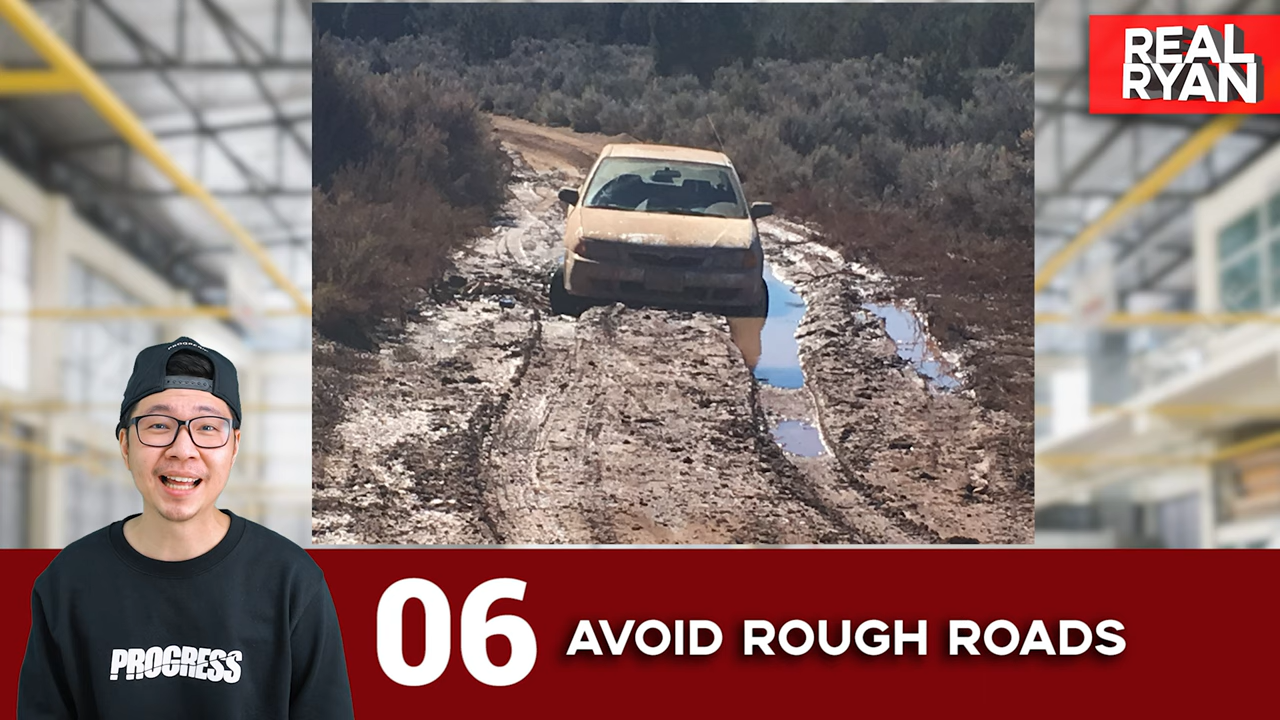 REAL
RYAN
PROGRESS
PROGRESS
06
AVOID ROUGH ROADS